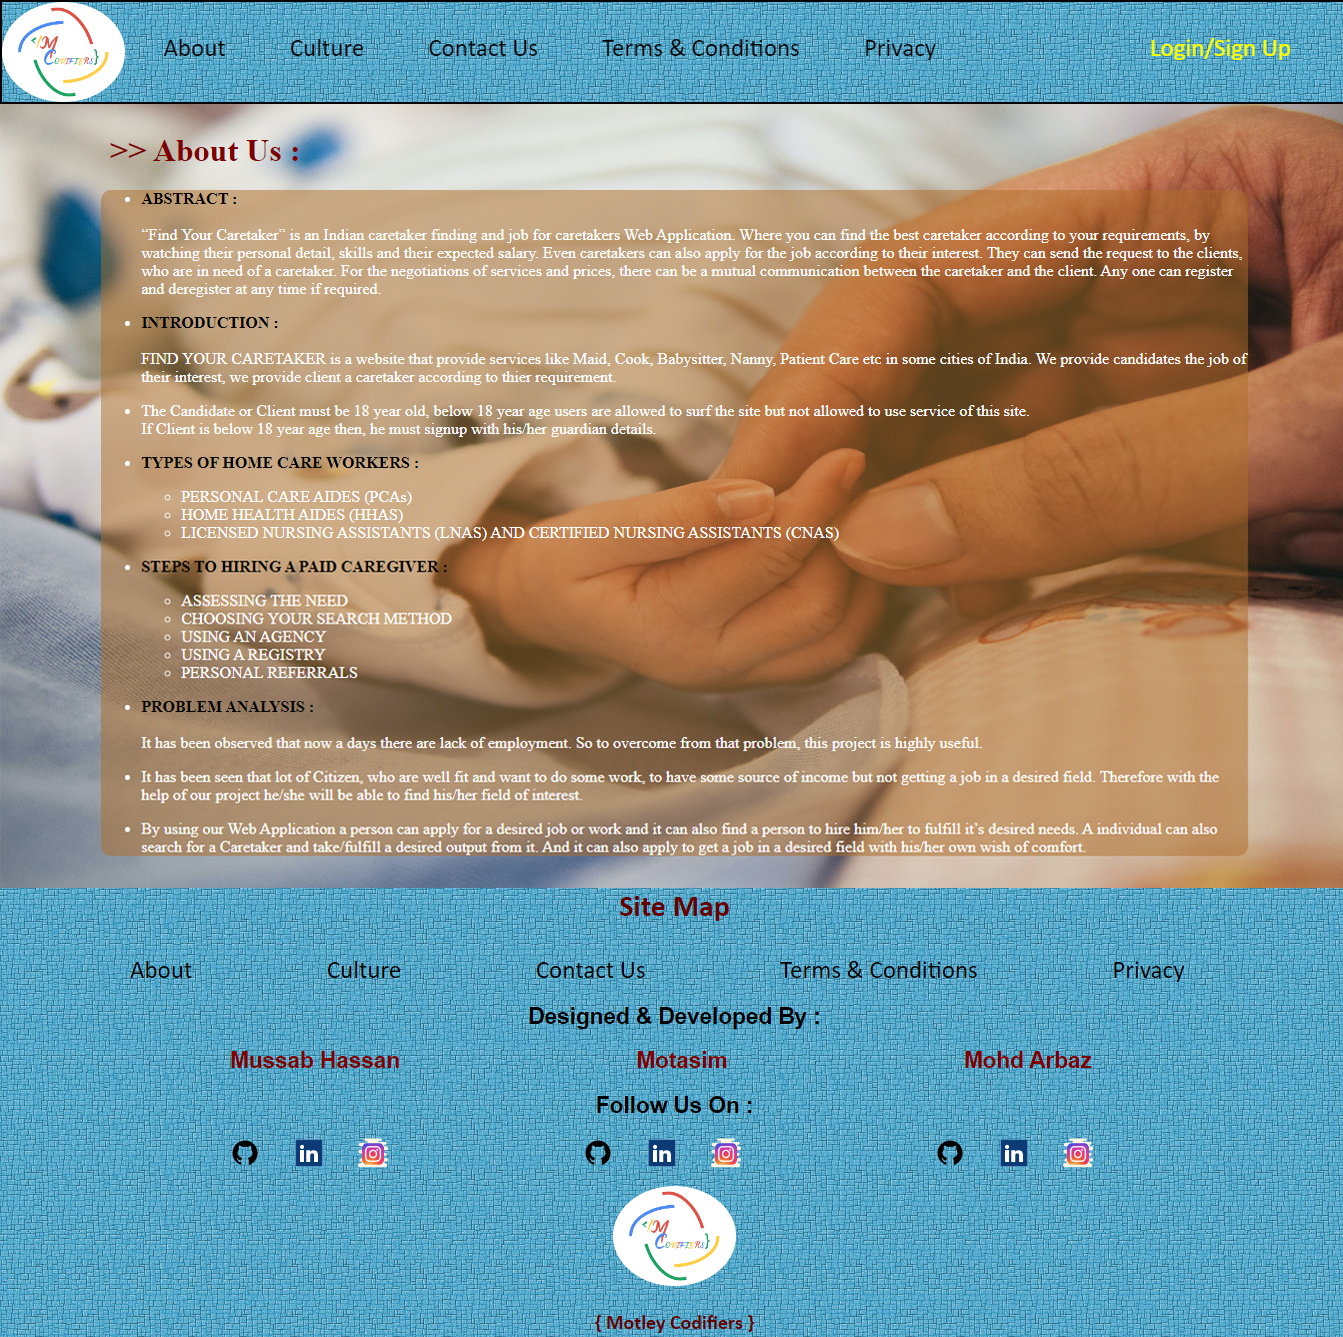 </M
CODIFIERS}
About Culture Contact Us Terms & Conditions Privacy Login/Sign Up
>> About Us :
• ABSTRACT :
“Find Your Caretaker” is an Indian caretaker finding and job for caretakers Web Application. Where you can find the best caretaker according to your requirements, by
watching their personal detail, skills and their expected salary. Even caretakers can also apply for the job according to their interest. They can send the request to the clients,
who are in need of a caretaker. For the negotiations of services and prices, there can be a mutual communication between the caretaker and the client. Any one can register
and deregister at any time if required.
• INTRODUCTION :
FIND YOUR CARETAKER is a website that provide services like Maid, Cook, Babysitter, Nanny, Patient Care etc in some cities of India. We provide candidates the job of
their interest, we provide client a caretaker according to thier requirement.
• The Candidate or Client must be 18 year old, below 18 year age users are allowed to surf the site but not allowed to use service of this site.
If Client is below 18 year age then, he must signup with his/her guardian details.
• TYPES OF HOME CARE WORKERS :
◦ PERSONAL CARE AIDES (PCAs)
◦ HOME HEALTH AIDES (HHAS)
◦ LICENSED NURSING ASSISTANTS (LNAS) AND CERTIFIED NURSING ASSISTANTS (CNAS)
• STEPS TO HIRING A PAID CAREGIVER :
◦ ASSESSING THE NEED
◦ CHOOSING YOUR SEARCH METHOD
◦ USING AN AGENCY
◦ USING A REGISTRY
◦ PERSONAL REFERRALS
• PROBLEM ANALYSIS :
It has been observed that now a days there are lack of employment. So to overcome from that problem, this project is highly useful.
• It has been seen that lot of Citizen, who are well fit and want to do some work, to have some source of income but not getting a job in a desired field. Therefore with the
help of our project he/she will be able to find his/her field of interest.
• By using our Web Application a person can apply for a desired job or work and it can also find a person to hire him/her to fulfill it’s desired needs. A individual can also
search for a Caretaker and take/fulfill a desired output from it. And it can also apply to get a job in a desired field with his/her own wish of comfort.
Site Map
About Culture Contact Us Terms & Conditions Privacy
Designed & Developed By :
Mussab Hassan Motasim Mohd Arbaz
Follow Us On :
in in in
</M
CODIFIERS}
{ Motley Codifiers }